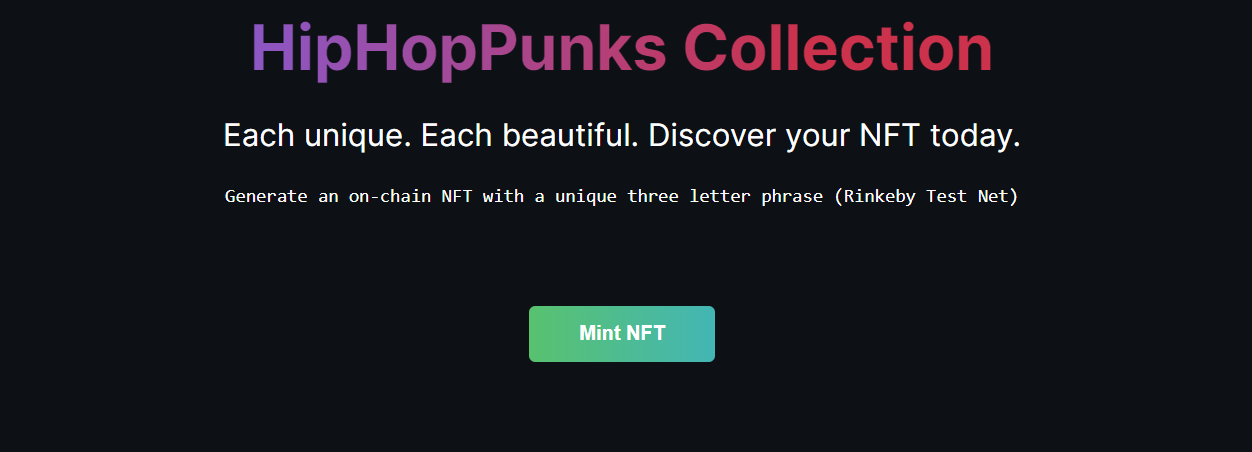 HipHopPunks Collection
Each unique. Each beautiful. Discover your NFT today.
Generate an on-chain NFT with a unique three letter phrase (Rinkeby Test Net)
Mint NFT